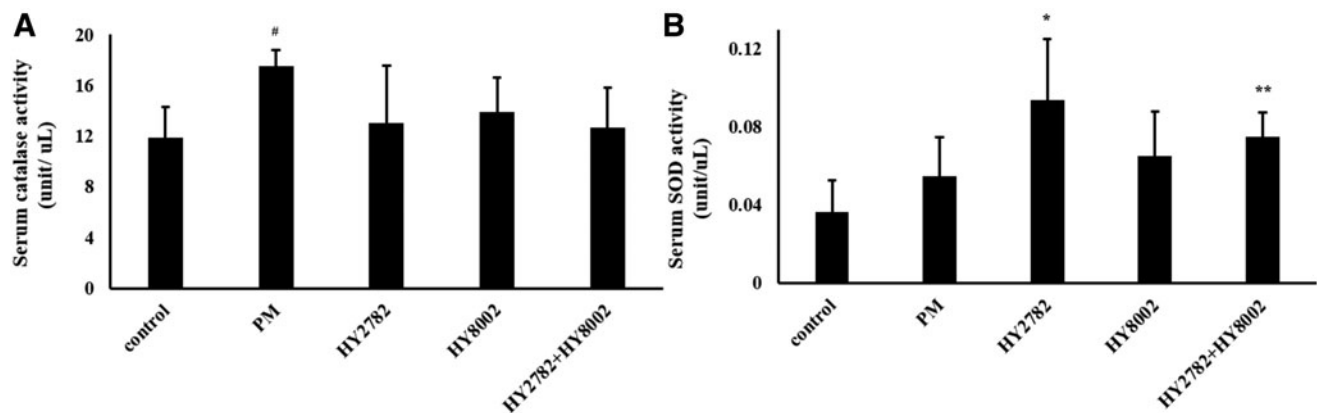 A
Serum catalase activity
(unit/ uL)
20
16
12
8
4
0
#
control
PM
HY2782
HY8002
HY2782+HY8002
B
Serum SOD activity
(unit/uL)
0.12
0.08
0.04
0
*
**
control
PM
HY2782
HY8002
HY2782+HY8002